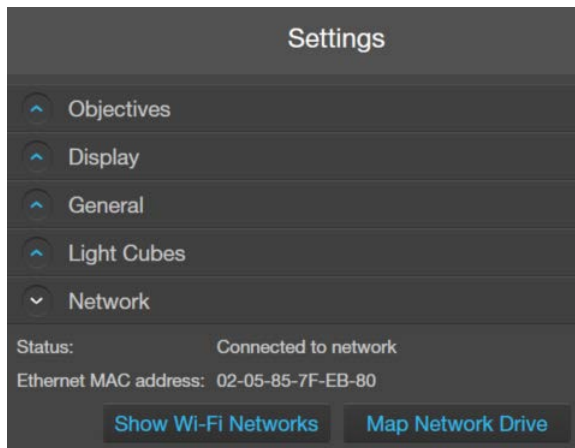 Settings
Objectives
Display
General
Light Cubes
Network
Status: Connected to network
Ethernet MAC address: 02-05-85-7F-EB-80
Show Wi-Fi Networks Map Network Drive